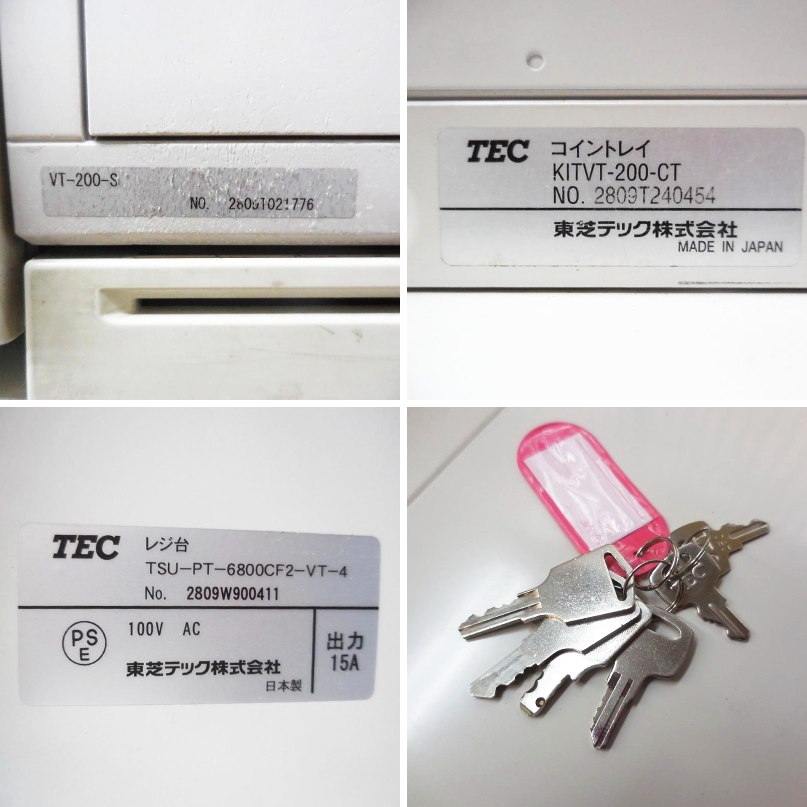 VT-200-S
NO. 2809T021776
TEC コイントレイ
KITVT-200-CT
NO. 2809T240454
東芝テック株式会社
MADE IN JAPAN
TEC レジ台
TSU-PT-6800CF2-VT-4
No. 2809W900411
PS
E
100V AC
東芝テック株式会社
日本製
出力
15A
TEC